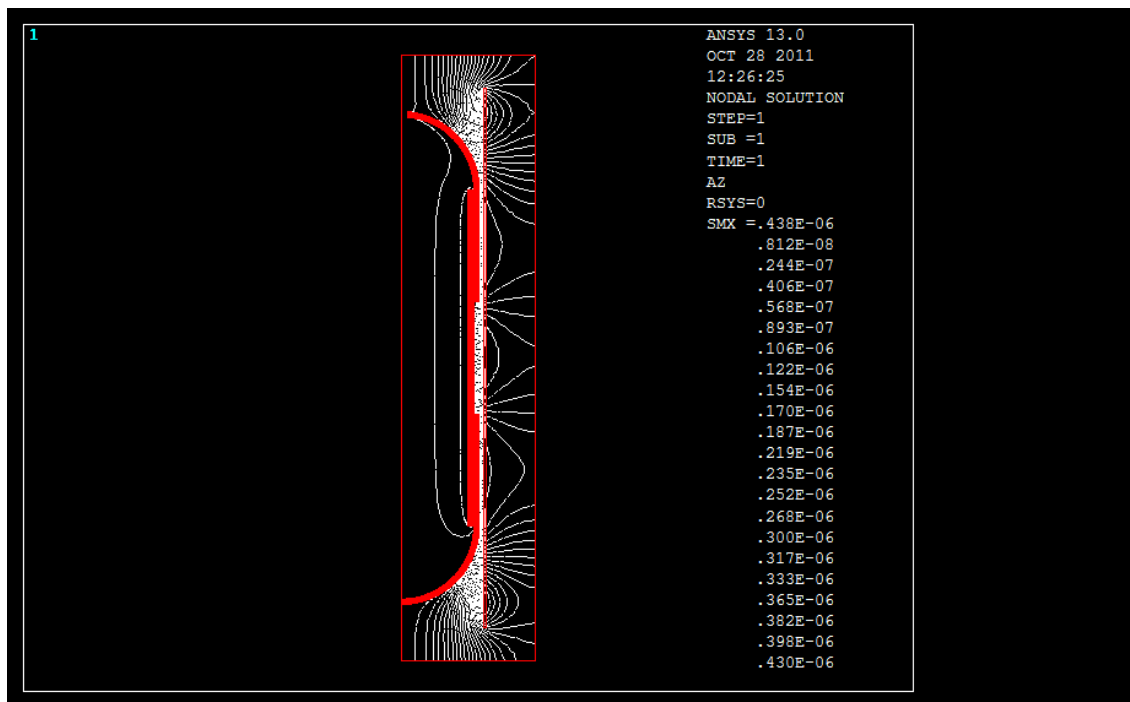 1
ANSYS 13.0
OCT 28 2011
12:26:25
NODAL SOLUTION
STEP=1
SUB =1
TIME=1
AZ
RSYS=0
SMX =.438E-06
.812E-08
.244E-07
.406E-07
.568E-07
.893E-07
.106E-06
.122E-06
.154E-06
.170E-06
.187E-06
.219E-06
.235E-06
.252E-06
.268E-06
.300E-06
.317E-06
.333E-06
.365E-06
.382E-06
.398E-06
.430E-06